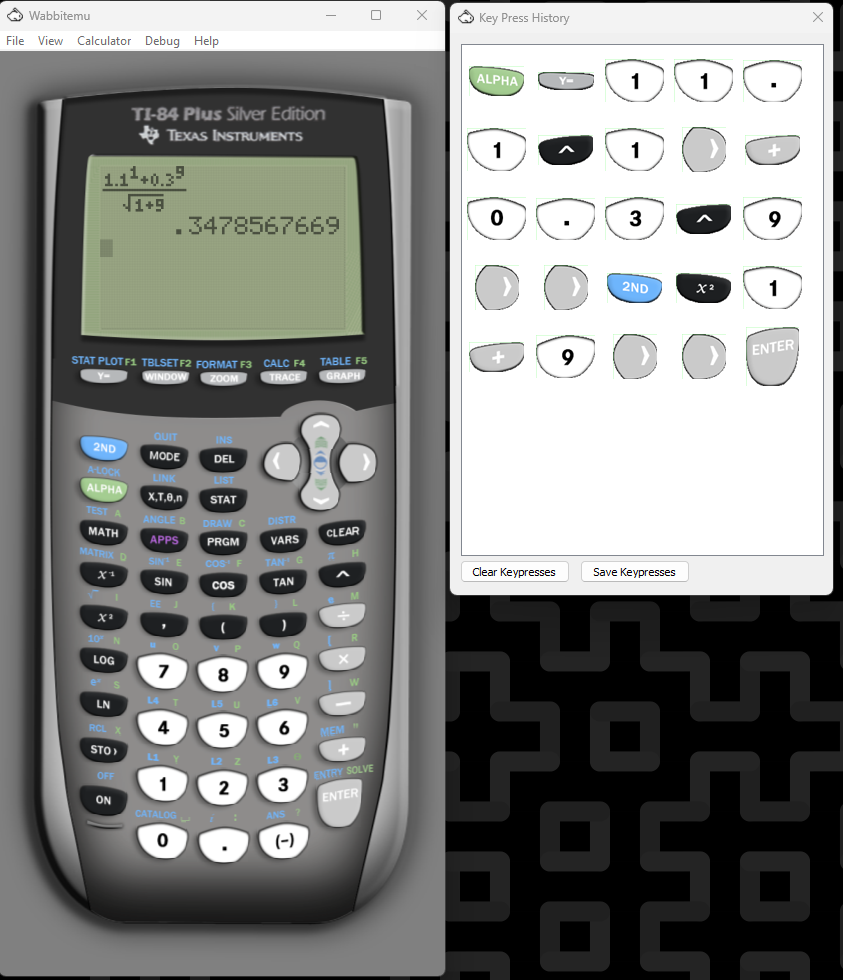 Wabbitemu
File View Calculator Debug Help
TI-84 Plus Silver Edition
TEXAS INSTRUMENTS
1.1^1+0.3^9
√1+9
.3478567669
STAT PLOT F1 TBLSET F2 FORMAT F3 CALC F4 TABLE F5
Y= WINDOW ZOOM TRACE GRAPH
QUIT INS
2ND MODE DEL
A-LOCK LINK LIST
ALPHA X,T,θ,n STAT
TEST A ANGLE B DRAW C DISTR
MATH APPS PRGM VARS CLEAR
MATRIX D SIN⁻¹ E COS⁻¹ F TAN⁻¹ G π H
x⁻¹ SIN COS TAN ^
√ I EE J { K } L M
x² , ( ) ÷
10ˣ N u O v P w Q [ R
LOG 7 8 9 ×
eˣ S L4 T L5 U L6 V ] W
LN 4 5 6 −
RCL X L1 Y L2 Z L3 θ MEM "
STO› 1 2 3 +
OFF CATALOG i : ANS ? ENTRY SOLVE
ON 0 . (-) ENTER
Key Press History
ALPHA Y= 1 1 .
1 ^ 1 › +
0 . 3 ^ 9
› › 2ND x² 1
+ 9 › › ENTER
Clear Keypresses Save Keypresses